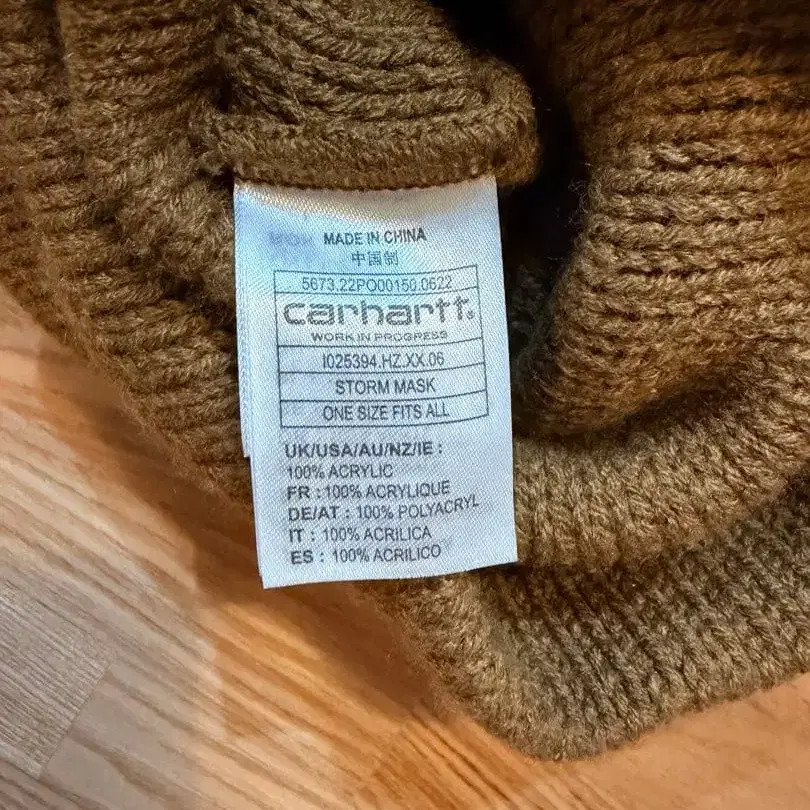 MADE IN CHINA
中国制
5673.22PO00150.0622
carhartt®
WORK IN PROGRESS
I025394.HZ.XX.06
STORM MASK
ONE SIZE FITS ALL
UK/USA/AU/NZ/IE :
100% ACRYLIC
FR : 100% ACRYLIQUE
DE/AT : 100% POLYACRYL
IT : 100% ACRILICA
ES : 100% ACRILICO